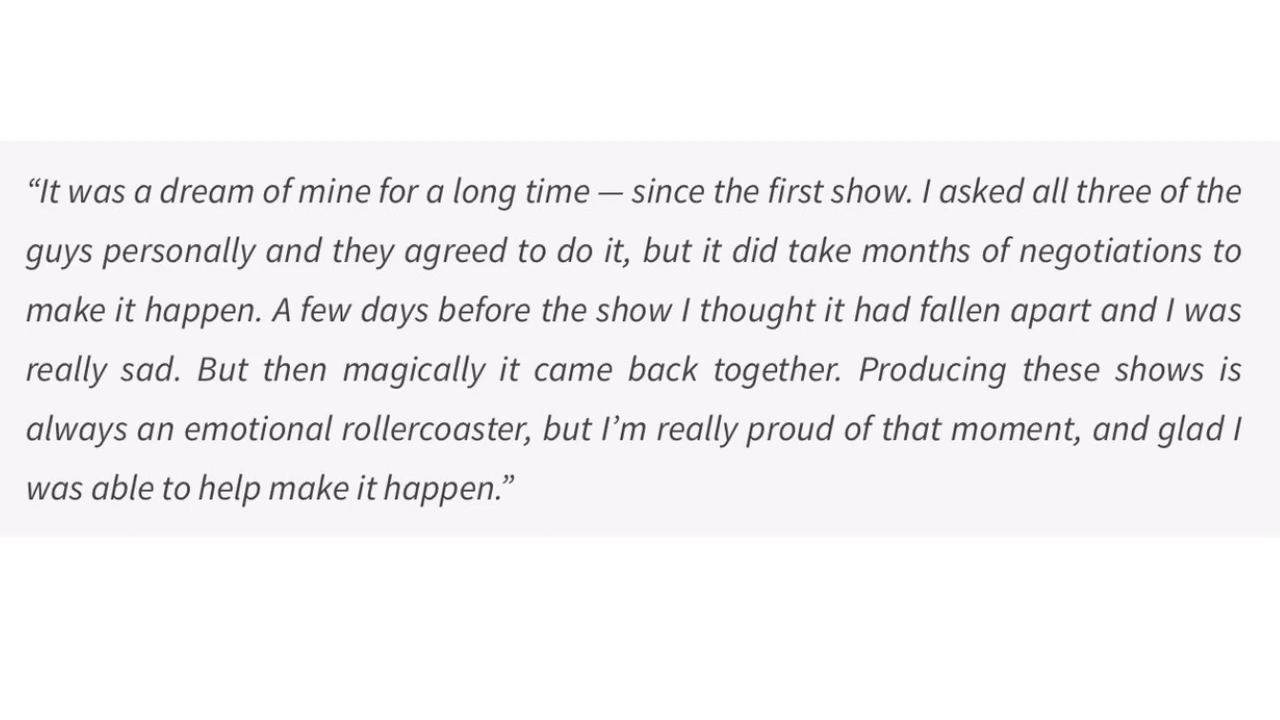 “It was a dream of mine for a long time — since the first show. I asked all three of the
guys personally and they agreed to do it, but it did take months of negotiations to
make it happen. A few days before the show I thought it had fallen apart and I was
really sad. But then magically it came back together. Producing these shows is
always an emotional rollercoaster, but I’m really proud of that moment, and glad I
was able to help make it happen.”